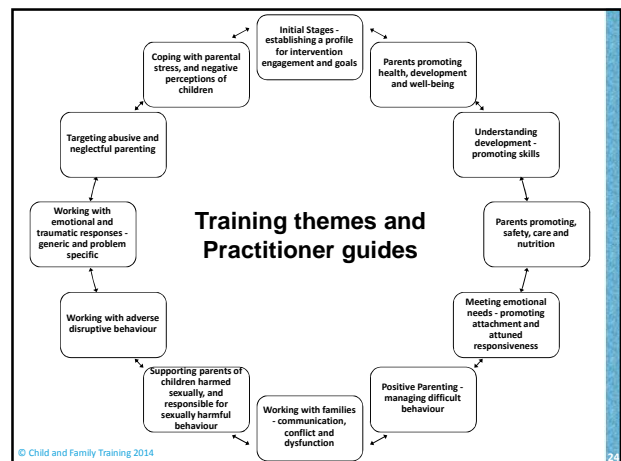 Initial Stages -
establishing a profile
for intervention
engagement and goals
Parents promoting
health, development
and well-being
Understanding
development -
promoting skills
Parents promoting,
safety, care and
nutrition
Meeting emotional
needs - promoting
attachment and
attuned
responsiveness
Positive Parenting -
managing difficult
behaviour
Working with families
- communication,
conflict and
dysfunction
Supporting parents of
children harmed
sexually, and
responsible for
sexually harmful
behaviour
Working with adverse
disruptive behaviour
Working with
emotional and
traumatic responses -
generic and problem
specific
Targeting abusive and
neglectful parenting
Coping with parental
stress, and negative
perceptions of
children
Training themes and
Practitioner guides
© Child and Family Training 2014
24